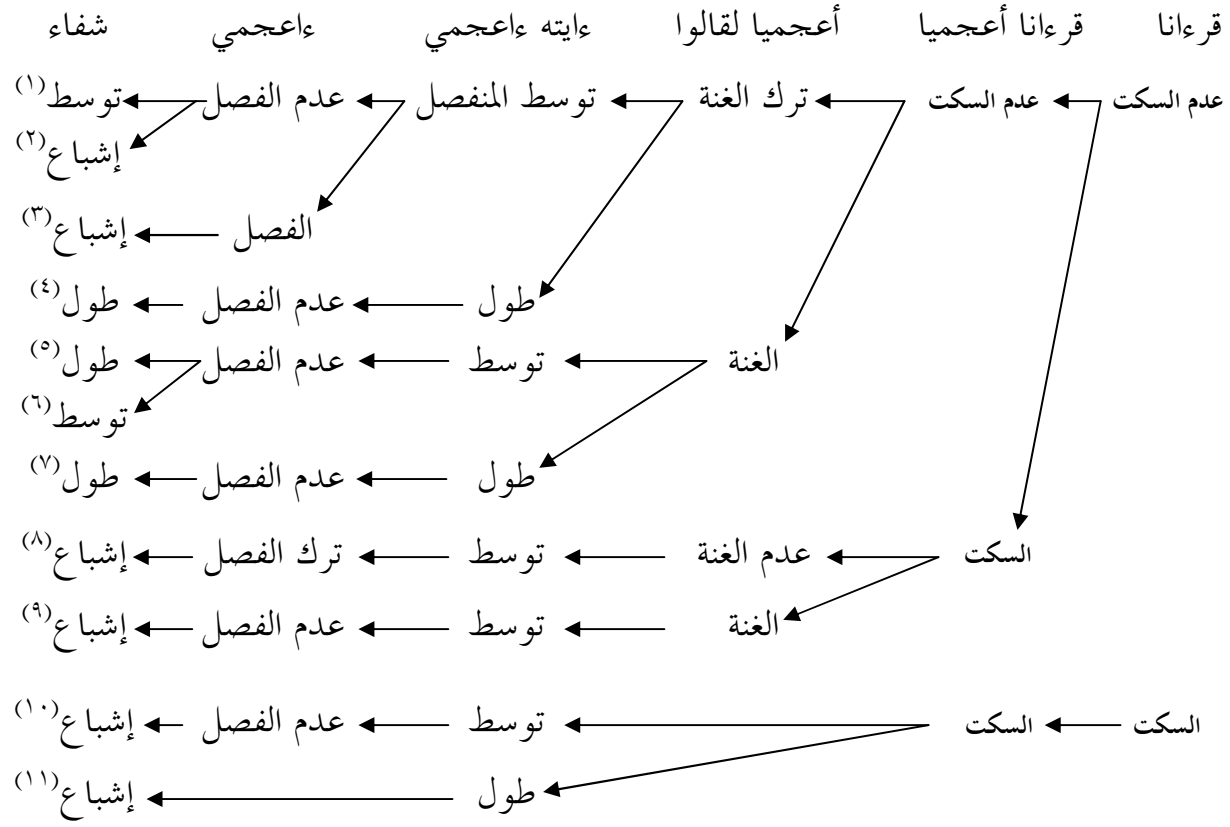 قرءانا قرءانا أعجميا أعجميا لقالوا ءايته ءاعجمي ءاعجمي شفاء
عدم السكت عدم السكت ترك الغنة توسط المنفصل عدم الفصل توسط(١)
إشباع(٢)
الفصل إشباع(٣)
طول عدم الفصل طول(٤)
الغنة توسط عدم الفصل طول(٥)
توسط(٦)
طول عدم الفصل طول(٧)
السكت عدم الغنة توسط ترك الفصل إشباع(٨)
الغنة توسط عدم الفصل إشباع(٩)
السكت السكت توسط عدم الفصل إشباع(١٠)
طول إشباع(١١)